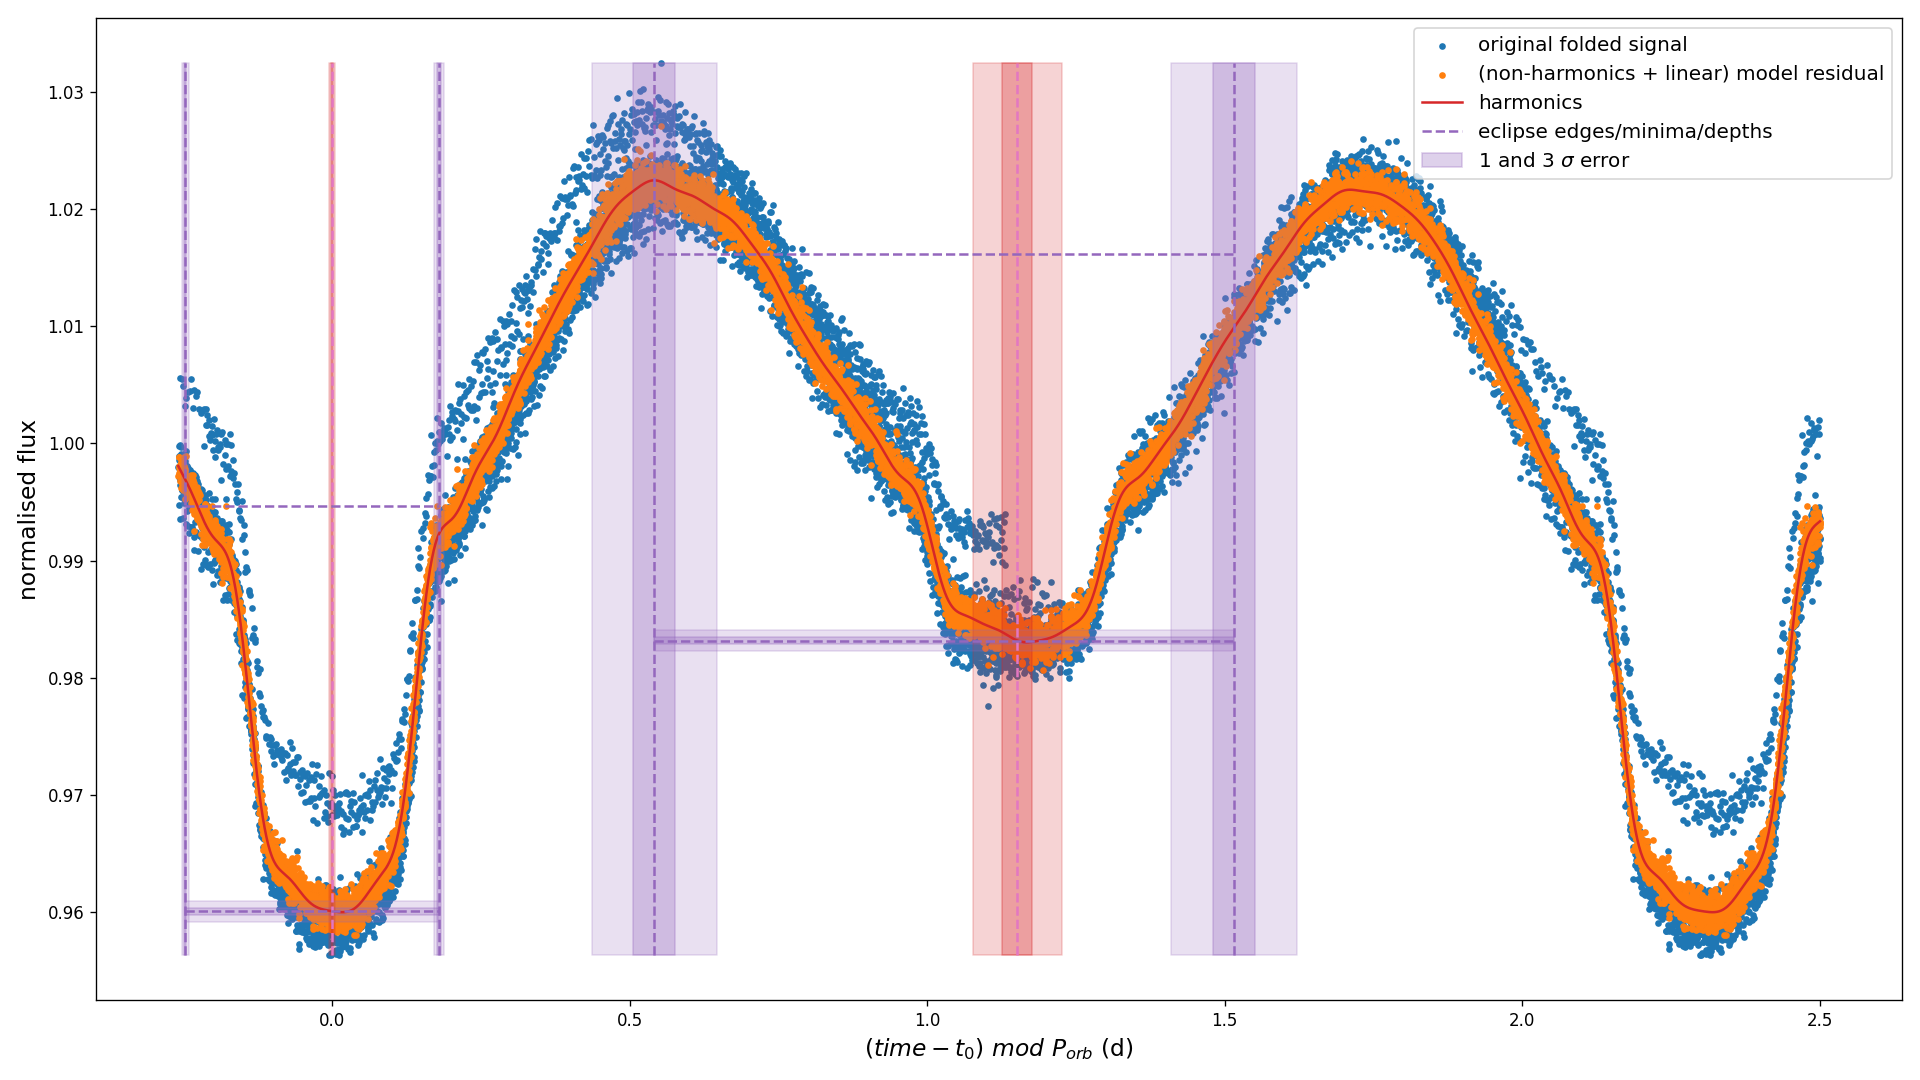 original folded signal
(non-harmonics + linear) model residual
harmonics
eclipse edges/minima/depths
1 and 3 σ error
1.03
1.02
1.01
1.00
0.99
0.98
0.97
0.96
normalised flux
0.0
0.5
1.0
1.5
2.0
2.5
(time − t₀) mod Pₒᵣb (d)